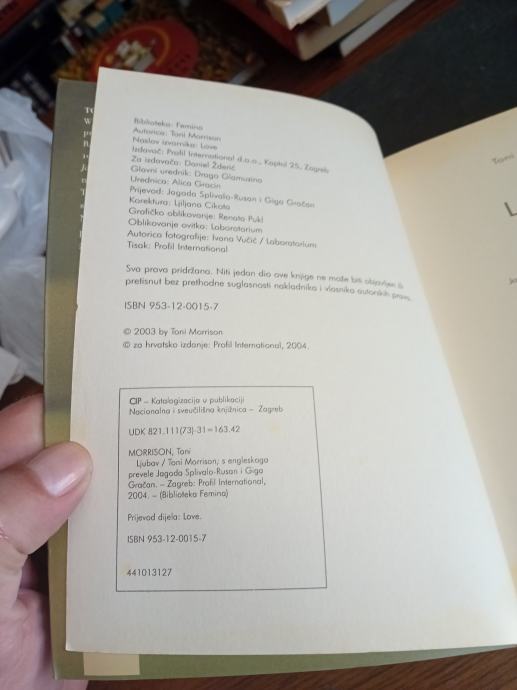 Biblioteka: Femina
Autorica: Toni Morrison
Naslov izvornika: Love
Izdavač: Profil International d.o.o., Kaptol 25, Zagreb
Za izdavača: Daniel Žderić
Glavni urednik: Drago Glamuzina
Urednica: Alica Gracin
Prijevod: Jagoda Splivalo-Rusan i Giga Gračan
Korektura: Ljiljana Cikota
Grafičko oblikovanje: Renata Pukl
Oblikovanje ovitka: Laboratorium
Autorica fotografije: Ivana Vučić / Laboratorium
Tisak: Profil International
Sva prava pridržana. Niti jedan dio ove knjige ne može biti objavljen ili
pretisnut bez prethodne suglasnosti nakladnika i vlasnika autorskih prava.
ISBN 953-12-0015-7
© 2003 by Toni Morrison
© za hrvatsko izdanje: Profil International, 2004.
CIP – Katalogizacija u publikaciji
Nacionalna i sveučilišna knjižnica – Zagreb
UDK 821.111(73)-31=163.42
MORRISON, Toni
Ljubav / Toni Morrison; s engleskoga
prevele Jagoda Splivalo-Rusan i Giga
Gračan. – Zagreb: Profil International,
2004. – (Biblioteka Femina)
Prijevod djela: Love.
ISBN 953-12-0015-7
441013127
Toni
L